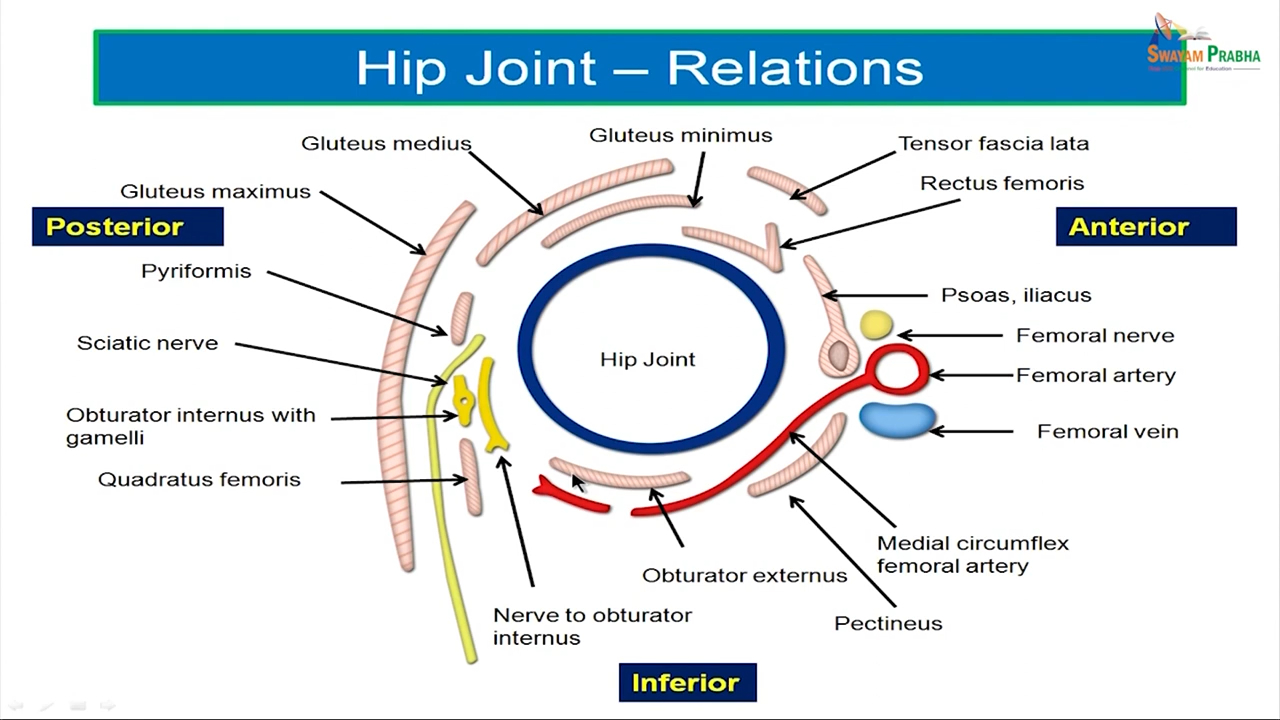 Hip Joint – Relations
SWAYAM PRABHA
Gluteus medius
Gluteus minimus
Tensor fascia lata
Gluteus maximus
Rectus femoris
Posterior
Anterior
Pyriformis
Psoas, iliacus
Sciatic nerve
Femoral nerve
Hip Joint
Femoral artery
Obturator internus with
gamelli
Femoral vein
Quadratus femoris
Medial circumflex
femoral artery
Obturator externus
Nerve to obturator
internus
Pectineus
Inferior